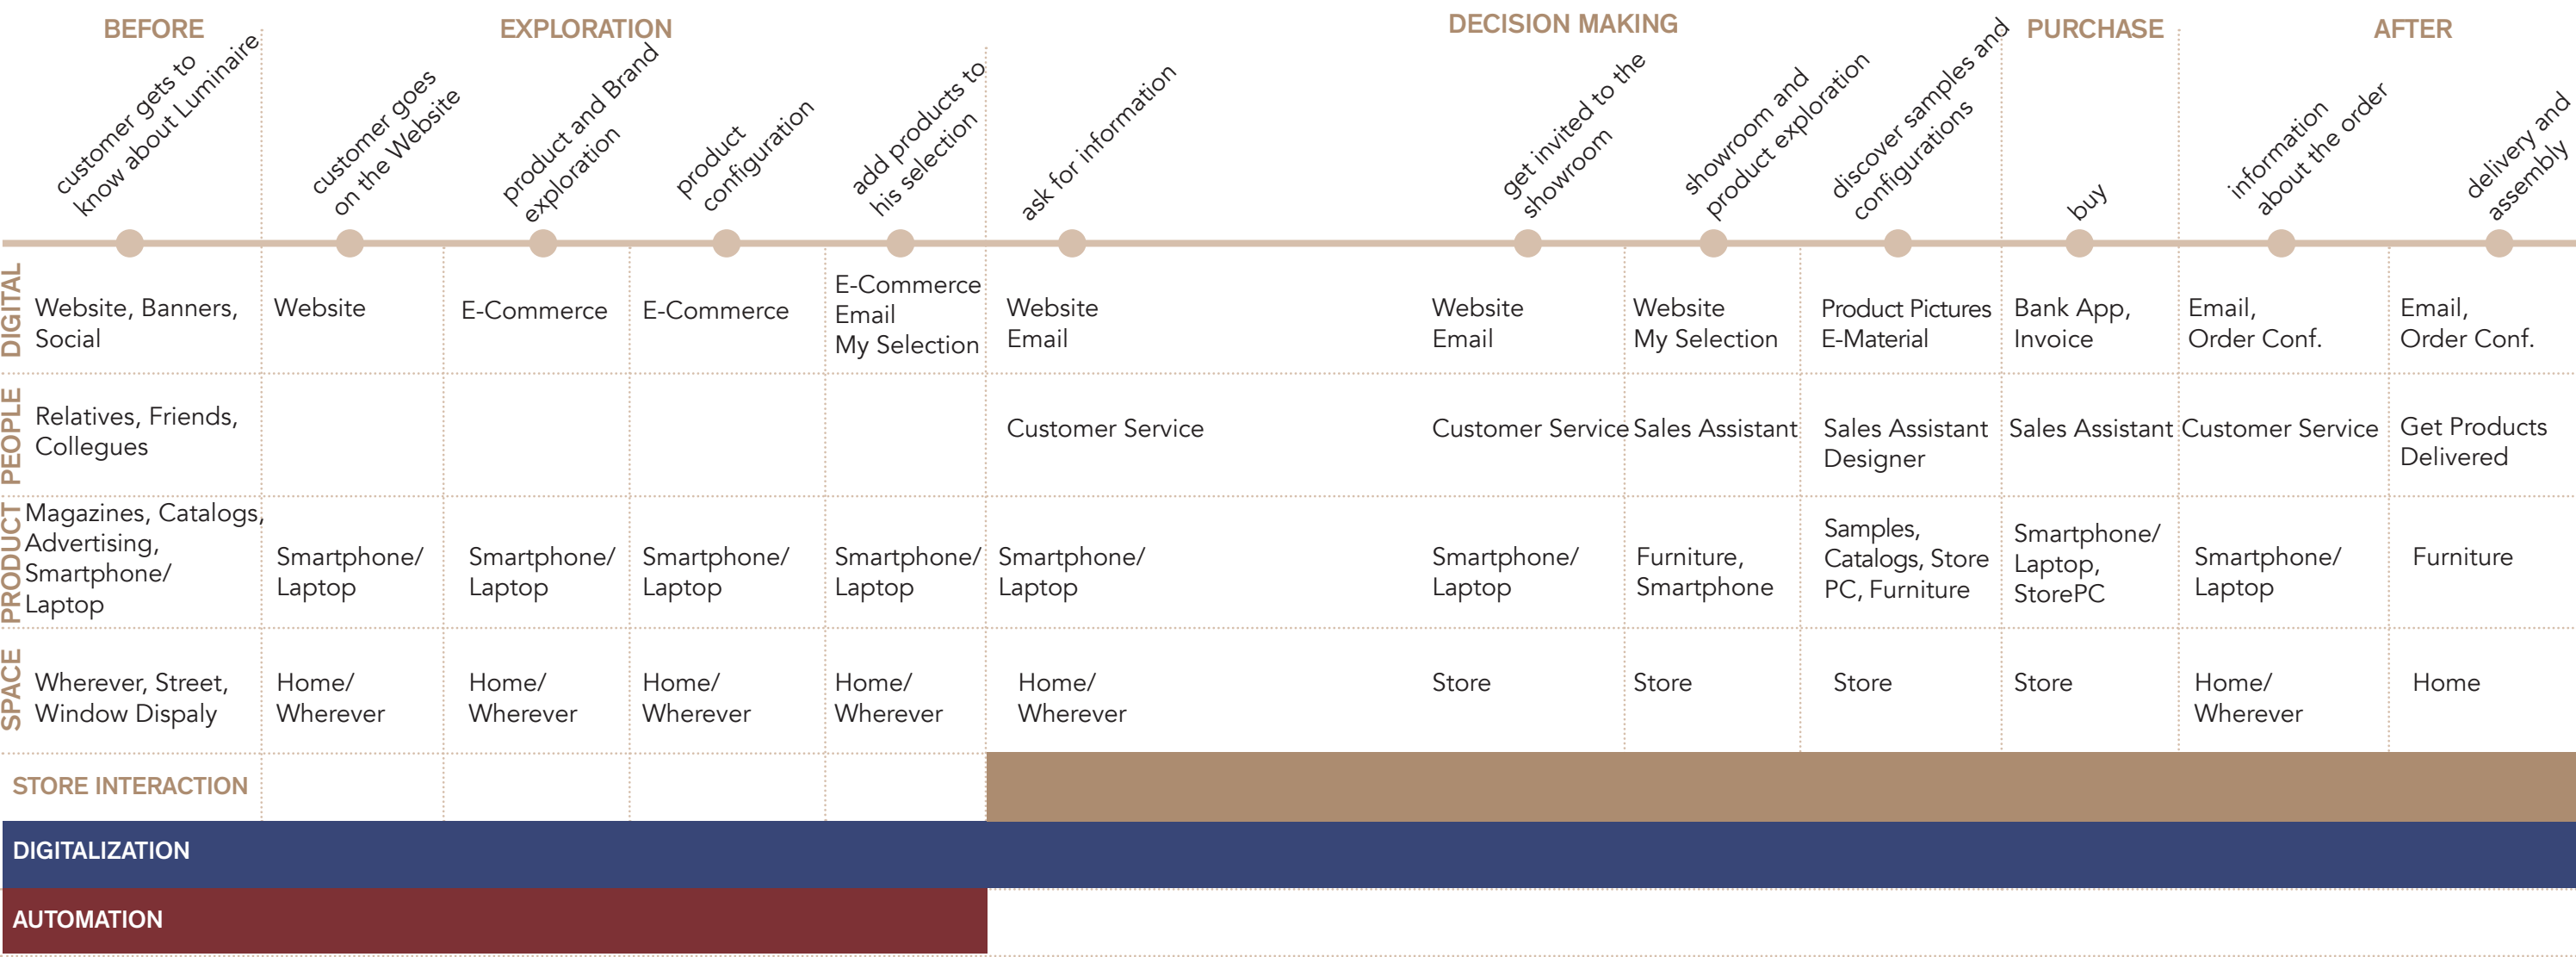 BEFORE
EXPLORATION
DECISION MAKING
PURCHASE
AFTER
customer gets to
know about Luminaire
customer goes
on the Website
product and Brand
exploration
product
configuration
add products to
his selection
ask for information
get invited to the
showroom
showroom and
product exploration
discover samples and
configurations
buy
information
about the order
delivery and
assembly
DIGITAL
Website, Banners,
Social
Website
E-Commerce
E-Commerce
E-Commerce
Email
My Selection
Website
Email
Website
Email
Website
My Selection
Product Pictures
E-Material
Bank App,
Invoice
Email,
Order Conf.
Email,
Order Conf.
PEOPLE
Relatives, Friends,
Collegues
Customer Service
Customer Service
Sales Assistant
Sales Assistant
Designer
Sales Assistant
Customer Service
Get Products
Delivered
PRODUCT
Magazines, Catalogs,
Advertising,
Smartphone/
Laptop
Smartphone/
Laptop
Smartphone/
Laptop
Smartphone/
Laptop
Smartphone/
Laptop
Smartphone/
Laptop
Smartphone/
Laptop
Furniture,
Smartphone
Samples,
Catalogs, Store
PC, Furniture
Smartphone/
Laptop,
StorePC
Smartphone/
Laptop
Furniture
SPACE
Wherever, Street,
Window Dispaly
Home/
Wherever
Home/
Wherever
Home/
Wherever
Home/
Wherever
Home/
Wherever
Store
Store
Store
Store
Home/
Wherever
Home
STORE INTERACTION
DIGITALIZATION
AUTOMATION